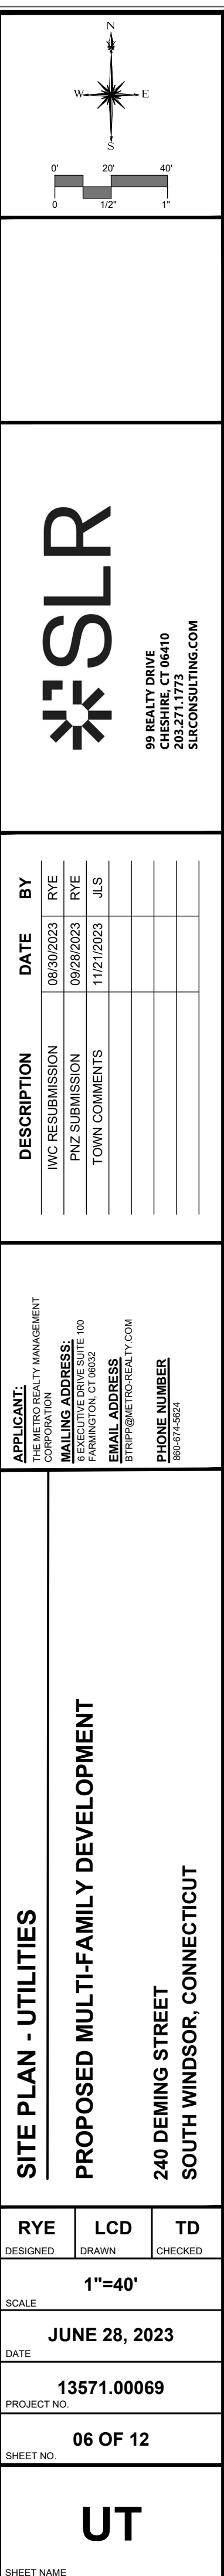 N
W E
S
0' 20' 40'
0 1/2" 1"
SLR
99 REALTY DRIVE
CHESHIRE, CT 06410
203.271.1773
SLRCONSULTING.COM
DESCRIPTION DATE BY
IWC RESUBMISSION 08/30/2023 RYE
PNZ SUBMISSION 09/28/2023 RYE
TOWN COMMENTS 11/21/2023 JLS
APPLICANT:
THE METRO REALTY MANAGEMENT
CORPORATION
MAILING ADDRESS:
6 EXECUTIVE DRIVE SUITE 100
FARMINGTON, CT 06032
EMAIL ADDRESS
BTRIPP@METRO-REALTY.COM
PHONE NUMBER
860-674-5624
SITE PLAN - UTILITIES
PROPOSED MULTI-FAMILY DEVELOPMENT
240 DEMING STREET
SOUTH WINDSOR, CONNECTICUT
RYE LCD TD
DESIGNED DRAWN CHECKED
1"=40'
SCALE
JUNE 28, 2023
DATE
13571.00069
PROJECT NO.
06 OF 12
SHEET NO.
UT
SHEET NAME